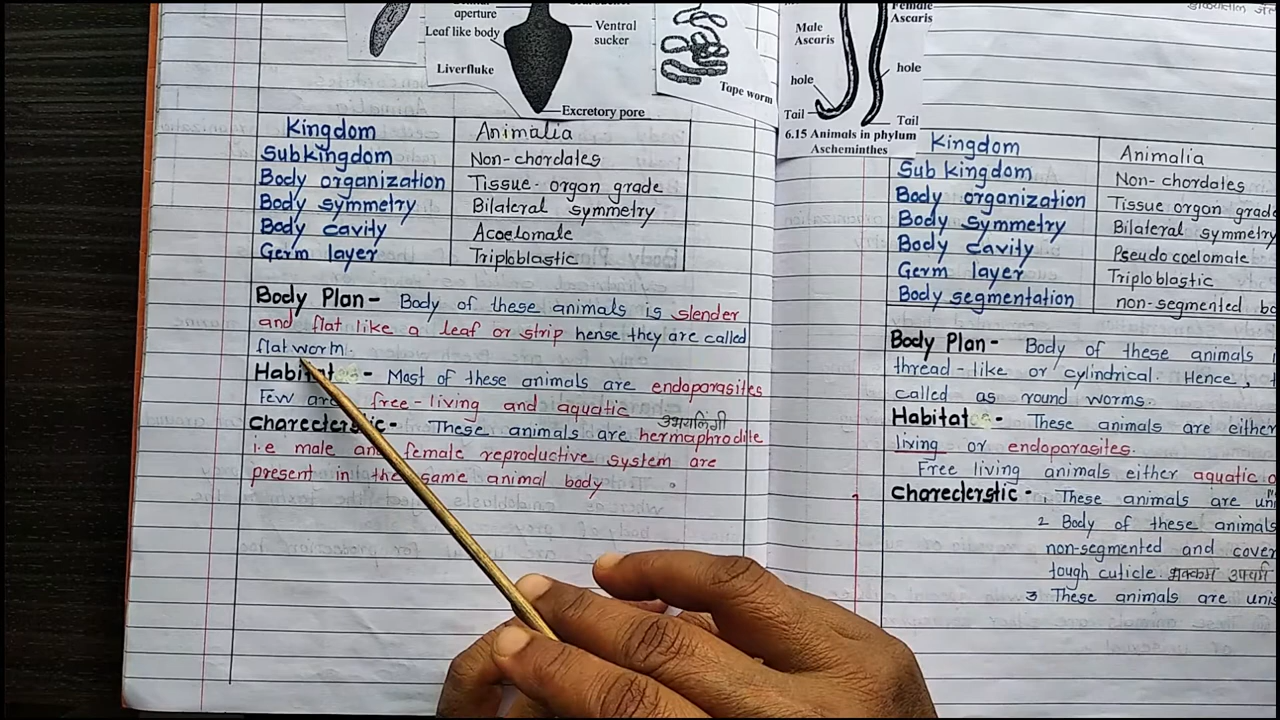 aperture
Leaf like body
Ventral
sucker
Liverfluke
Excretory pore
Tape worm
Female
Ascaris
Male
Ascaris
hole
hole
Tail
Tail
6.15 Animals in phylum
Ascheminthes
Kingdom Animalia
Subkingdom Non-chordates
Body organization Tissue-organ grade
Body symmetry Bilateral symmetry
Body cavity Acoelomate
Germ layer Triploblastic
Body Plan- Body of these animals is slender
and flat like a leaf or strip hense they are called
flat worm.
Habitat - Most of these animals are endoparasites
Few are free-living and aquatic
उभयलिंगी
Charecterstic- These animals are hermaphrodite
i.e male and female reproductive system are
present in the same animal body
Kingdom Animalia
Sub kingdom Non-chordates
Body organization Tissue organ grade
Body symmetry Bilateral symmetry
Body cavity Pseudo coelomate
Germ layer Triploblastic
Body segmentation non-segmented bo
Body Plan- Body of these animals
thread-like or cylindrical. Hence,
called as round worms.
Habitat - These animals are either
living or endoparasites.
Free living animals either aquatic o
Charecterstic - 1. These animals are uni
2 Body of these animals
non-segmented and cover
tough cuticle.
3 These animals are unis